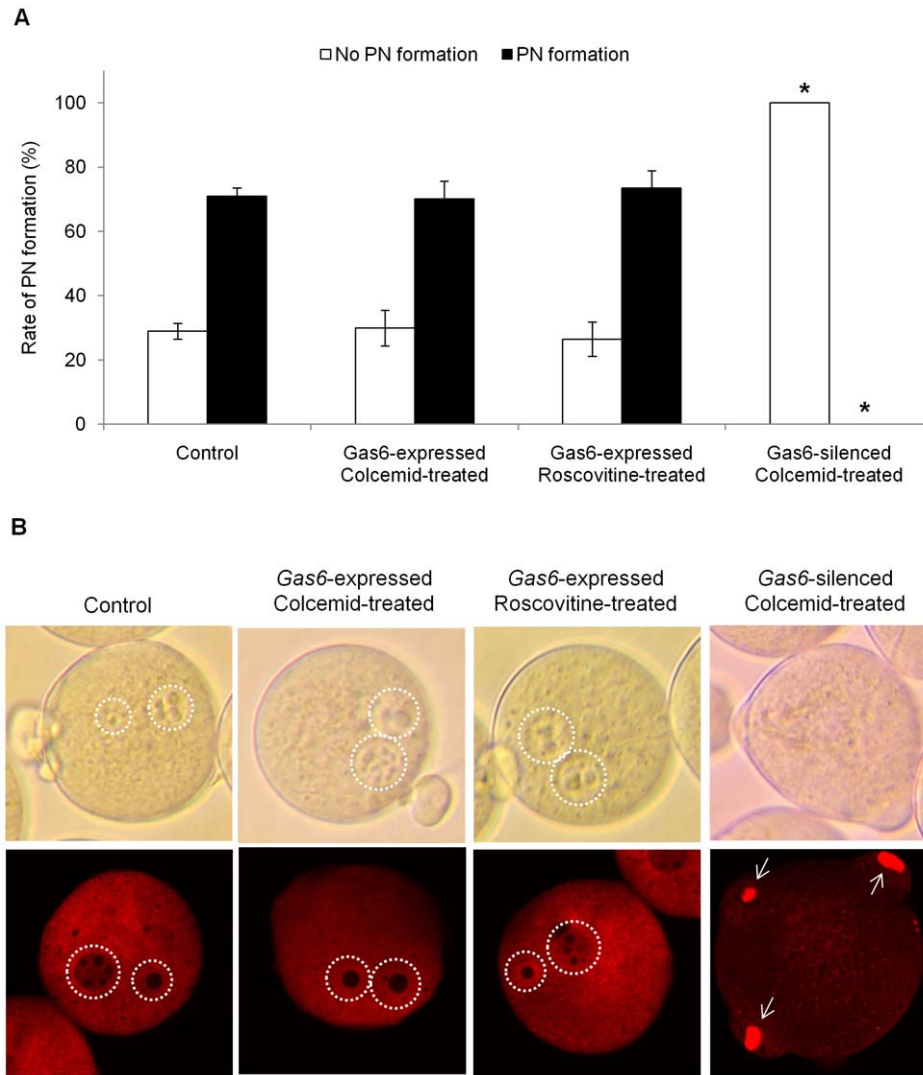 A
No PN formation PN formation
Rate of PN formation (%)
100
80
60
40
20
0
*
*
Control
Gas6-expressed
Colcemid-treated
Gas6-expressed
Roscovitine-treated
Gas6-silenced
Colcemid-treated
B
Control
Gas6-expressed
Colcemid-treated
Gas6-expressed
Roscovitine-treated
Gas6-silenced
Colcemid-treated